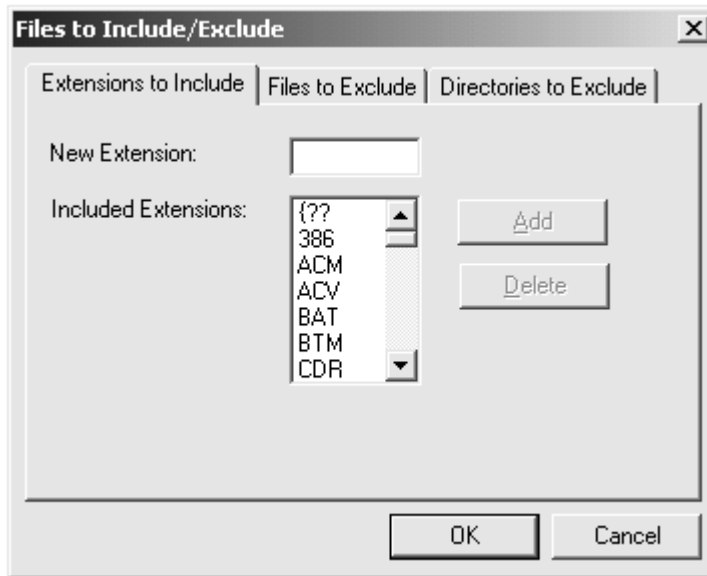 Files to Include/Exclude
Extensions to Include Files to Exclude Directories to Exclude
New Extension:
Included Extensions:
{??
386
ACM
ACV
BAT
BTM
CDR
Add
Delete
OK Cancel